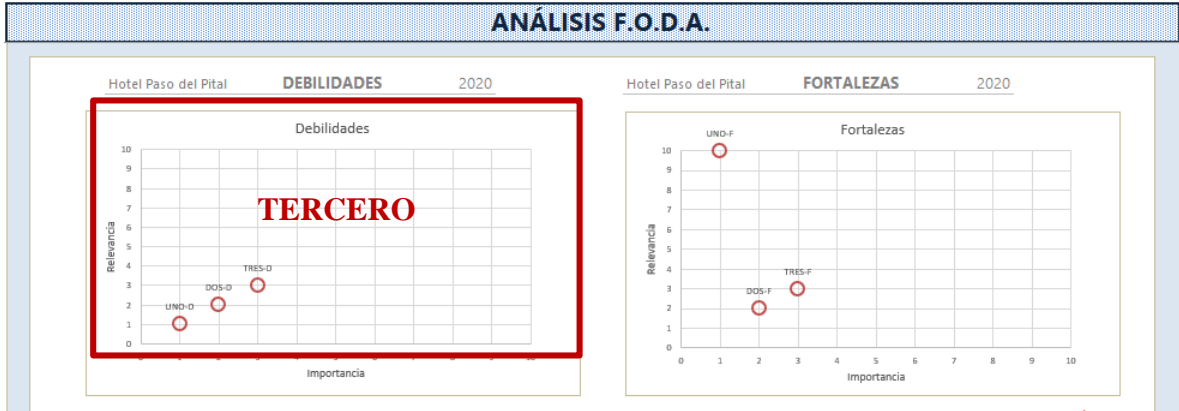 ANÁLISIS F.O.D.A.
Hotel Paso del Pital DEBILIDADES 2020
Hotel Paso del Pital FORTALEZAS 2020
Debilidades
10
9
8
7
6
5
4
3
2
1
0
Relevancia
TERCERO
TRES-D
DOS-D
UNO-D
Importancia
Fortalezas
UNO-F
10
9
8
7
6
5
4
3
2
1
0
Relevancia
TRES-F
DOS-F
0 1 2 3 4 5 6 7 8 9 10
Importancia